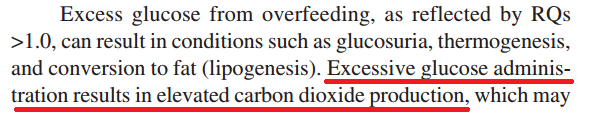 Excess glucose from overfeeding, as reflected by RQs
>1.0, can result in conditions such as glucosuria, thermogenesis,
and conversion to fat (lipogenesis). Excessive glucose adminis-
tration results in elevated carbon dioxide production, which may